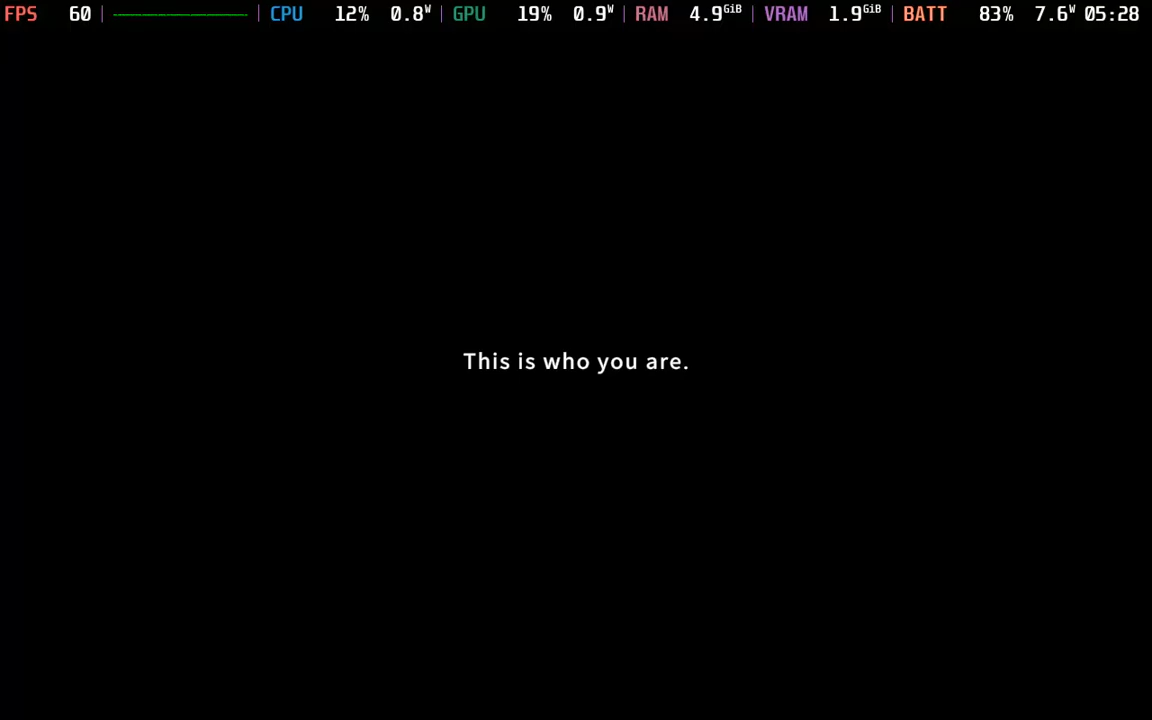 FPS 60 | | CPU 12% 0.8W | GPU 19% 0.9W | RAM 4.9GiB | VRAM 1.9GiB | BATT 83% 7.6W 05:28
This is who you are.